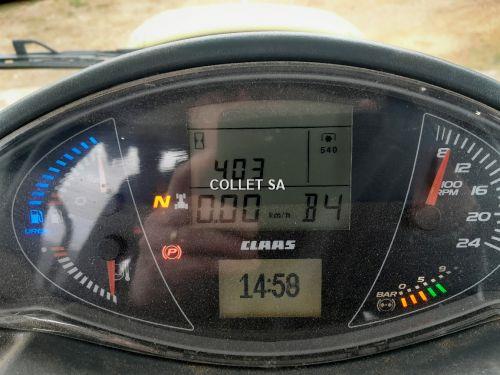 540
403
COLLET SA
N
0.00 km/h B4
(P)
CLAAS
14:58
8
12
16
20
24
100
RPM
BAR
0 5 9